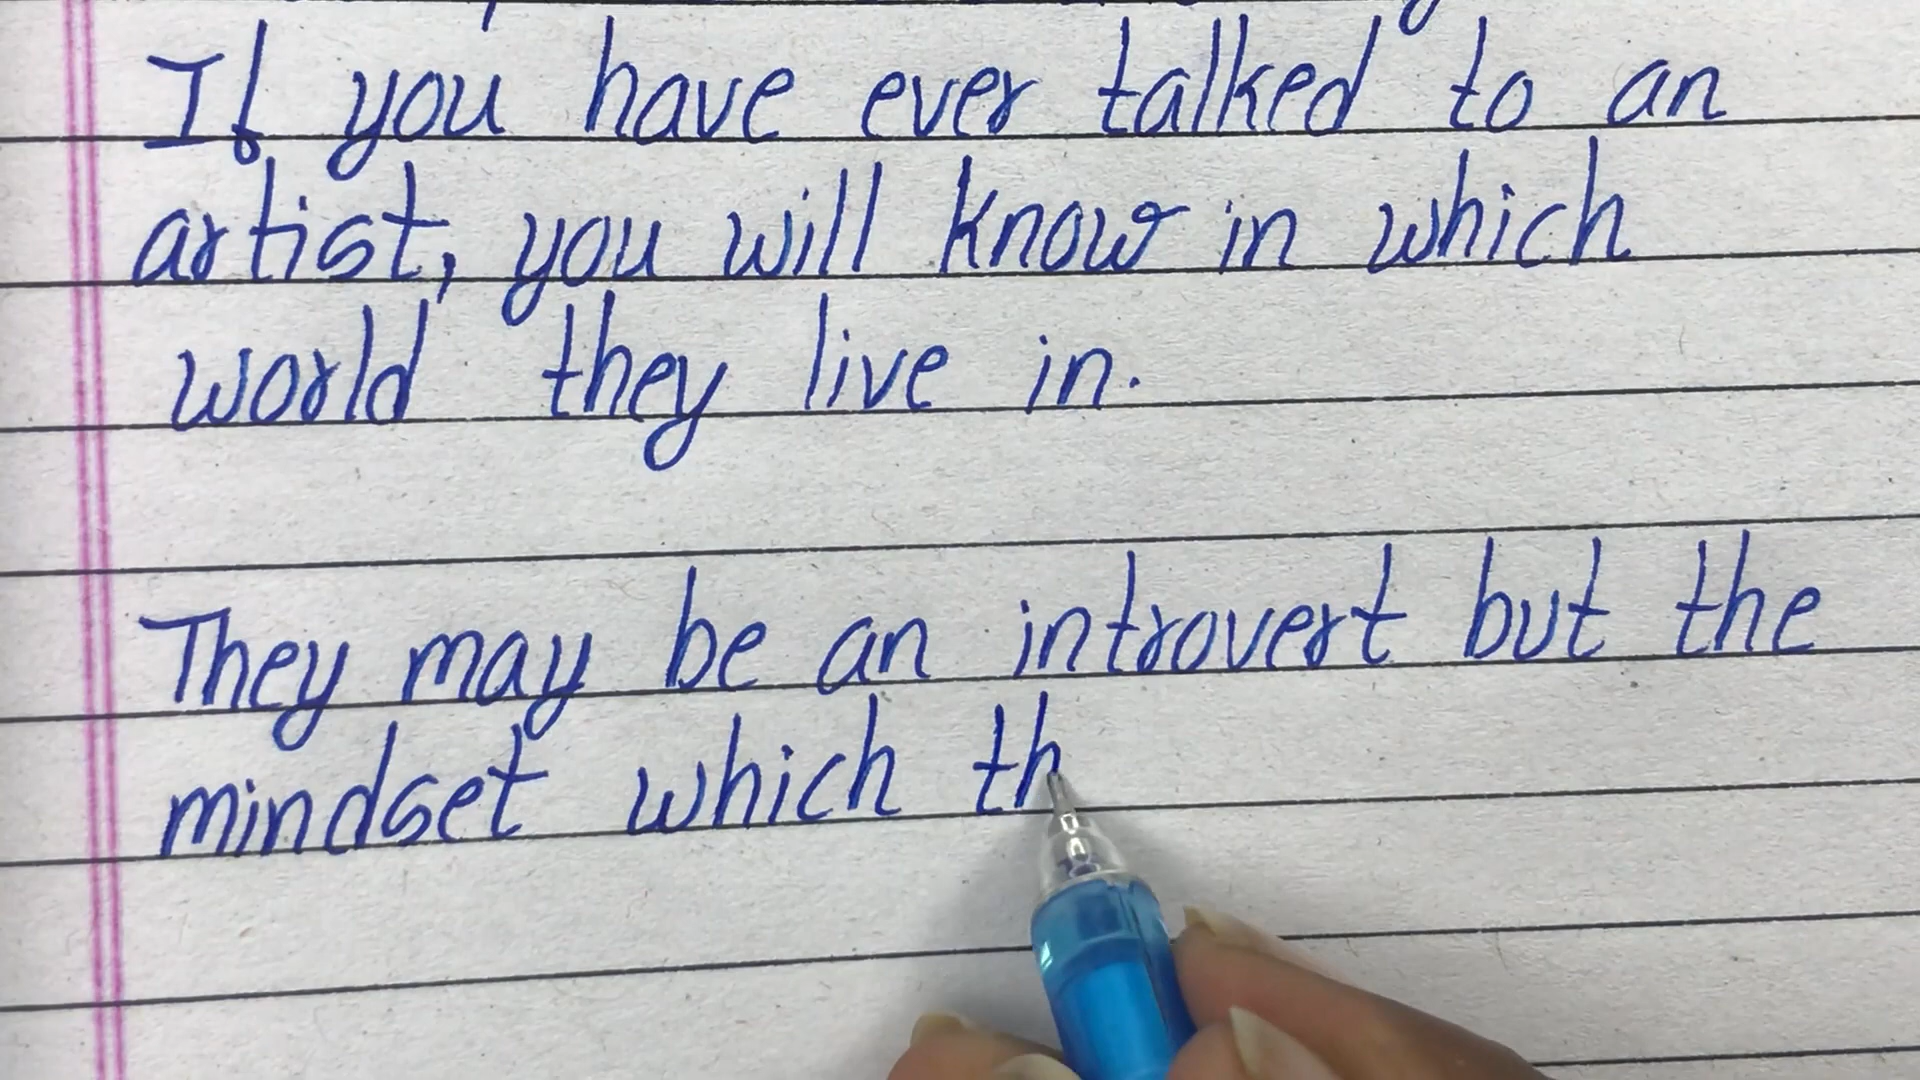 If you have ever talked to an
artist, you will know in which
world they live in.
They may be an introvert but the
mindset which th